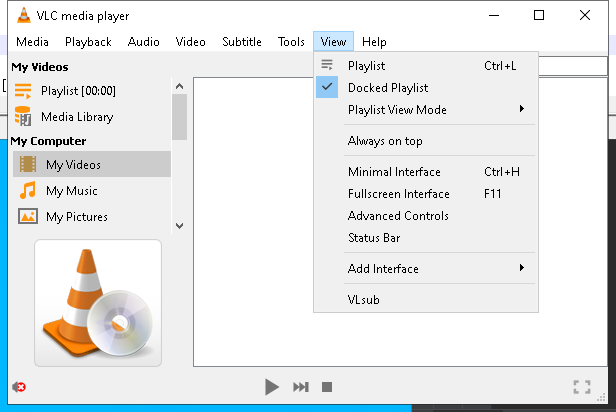 VLC media player
Media Playback Audio Video Subtitle Tools View Help
My Videos
Playlist [00:00]
Media Library
My Computer
My Videos
My Music
My Pictures
Playlist Ctrl+L
Docked Playlist
Playlist View Mode
Always on top
Minimal Interface Ctrl+H
Fullscreen Interface F11
Advanced Controls
Status Bar
Add Interface
VLsub